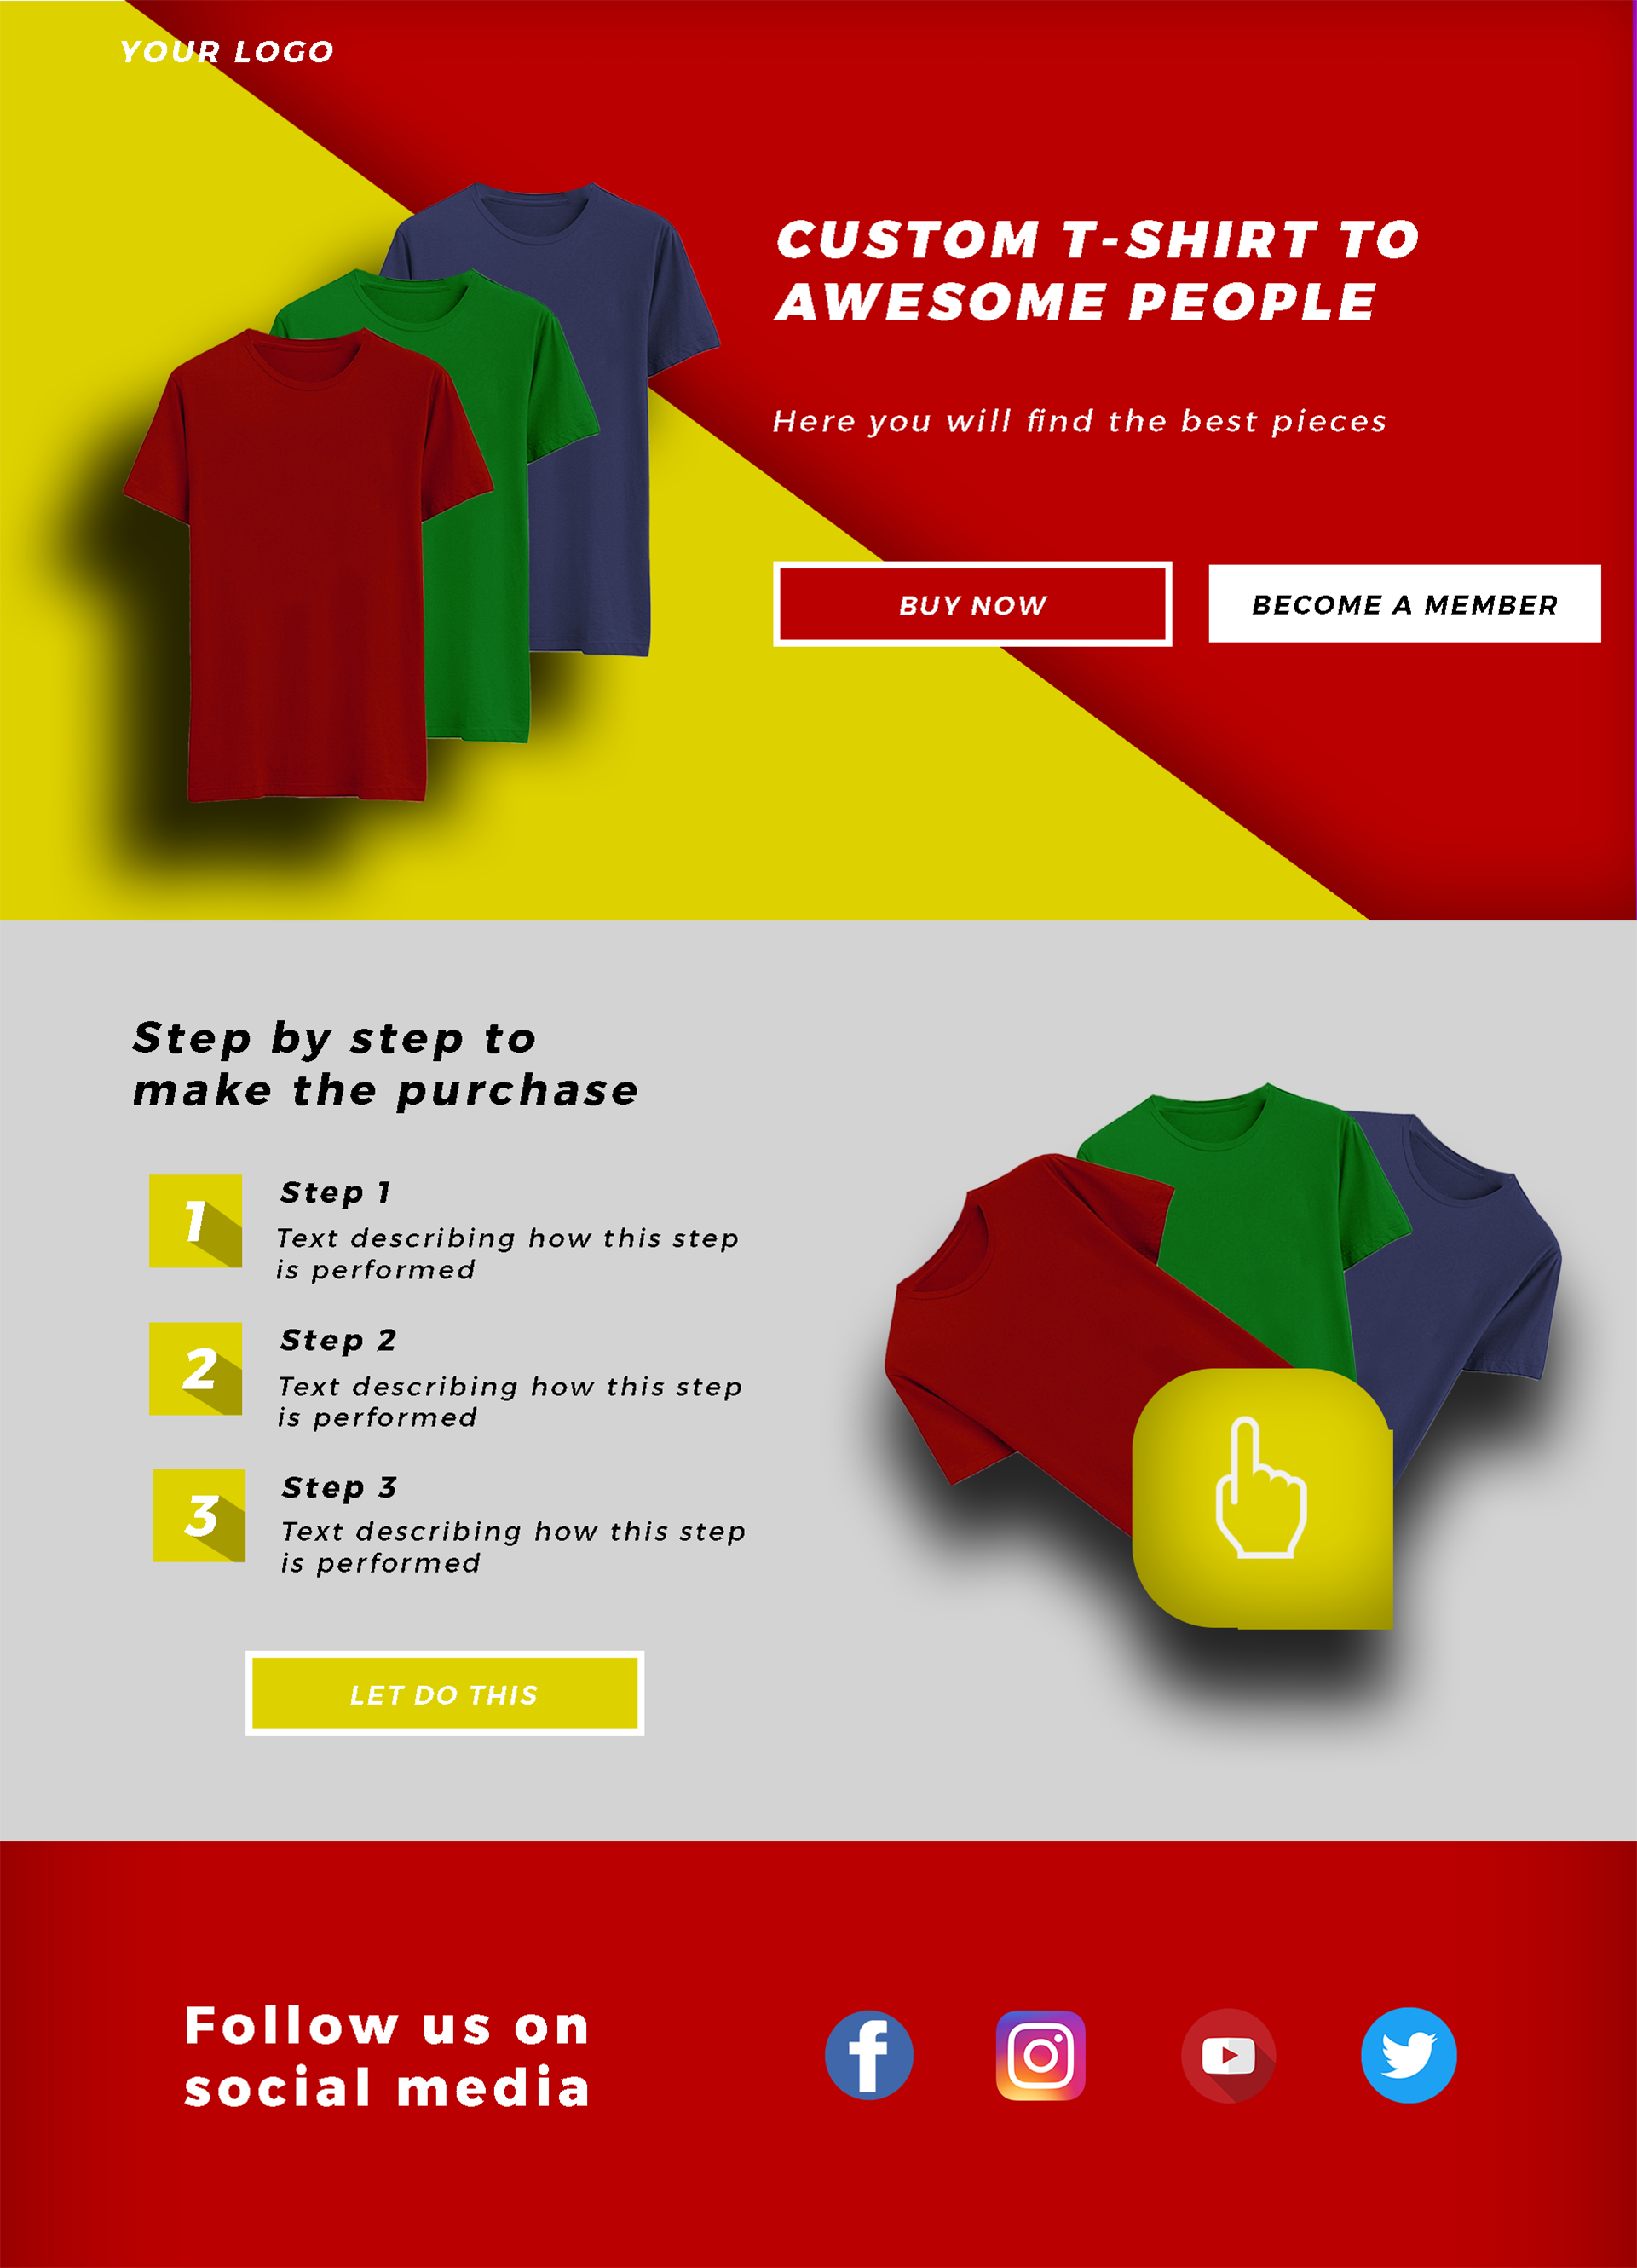 YOUR LOGO
CUSTOM T-SHIRT TO
AWESOME PEOPLE
Here you will find the best pieces
BUY NOW
BECOME A MEMBER
Step by step to
make the purchase
1
Step 1
Text describing how this step
is performed
2
Step 2
Text describing how this step
is performed
3
Step 3
Text describing how this step
is performed
LET DO THIS
Follow us on
social media